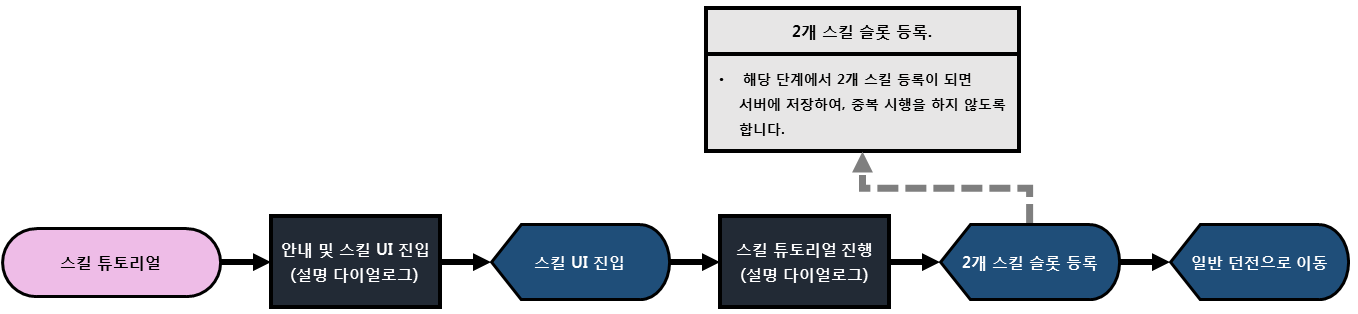 2개 스킬 슬롯 등록.
• 해당 단계에서 2개 스킬 등록이 되면
서버에 저장하여, 중복 시행을 하지 않도록
합니다.
스킬 튜토리얼
안내 및 스킬 UI 진입
(설명 다이얼로그)
스킬 UI 진입
스킬 튜토리얼 진행
(설명 다이얼로그)
2개 스킬 슬롯 등록
일반 던전으로 이동